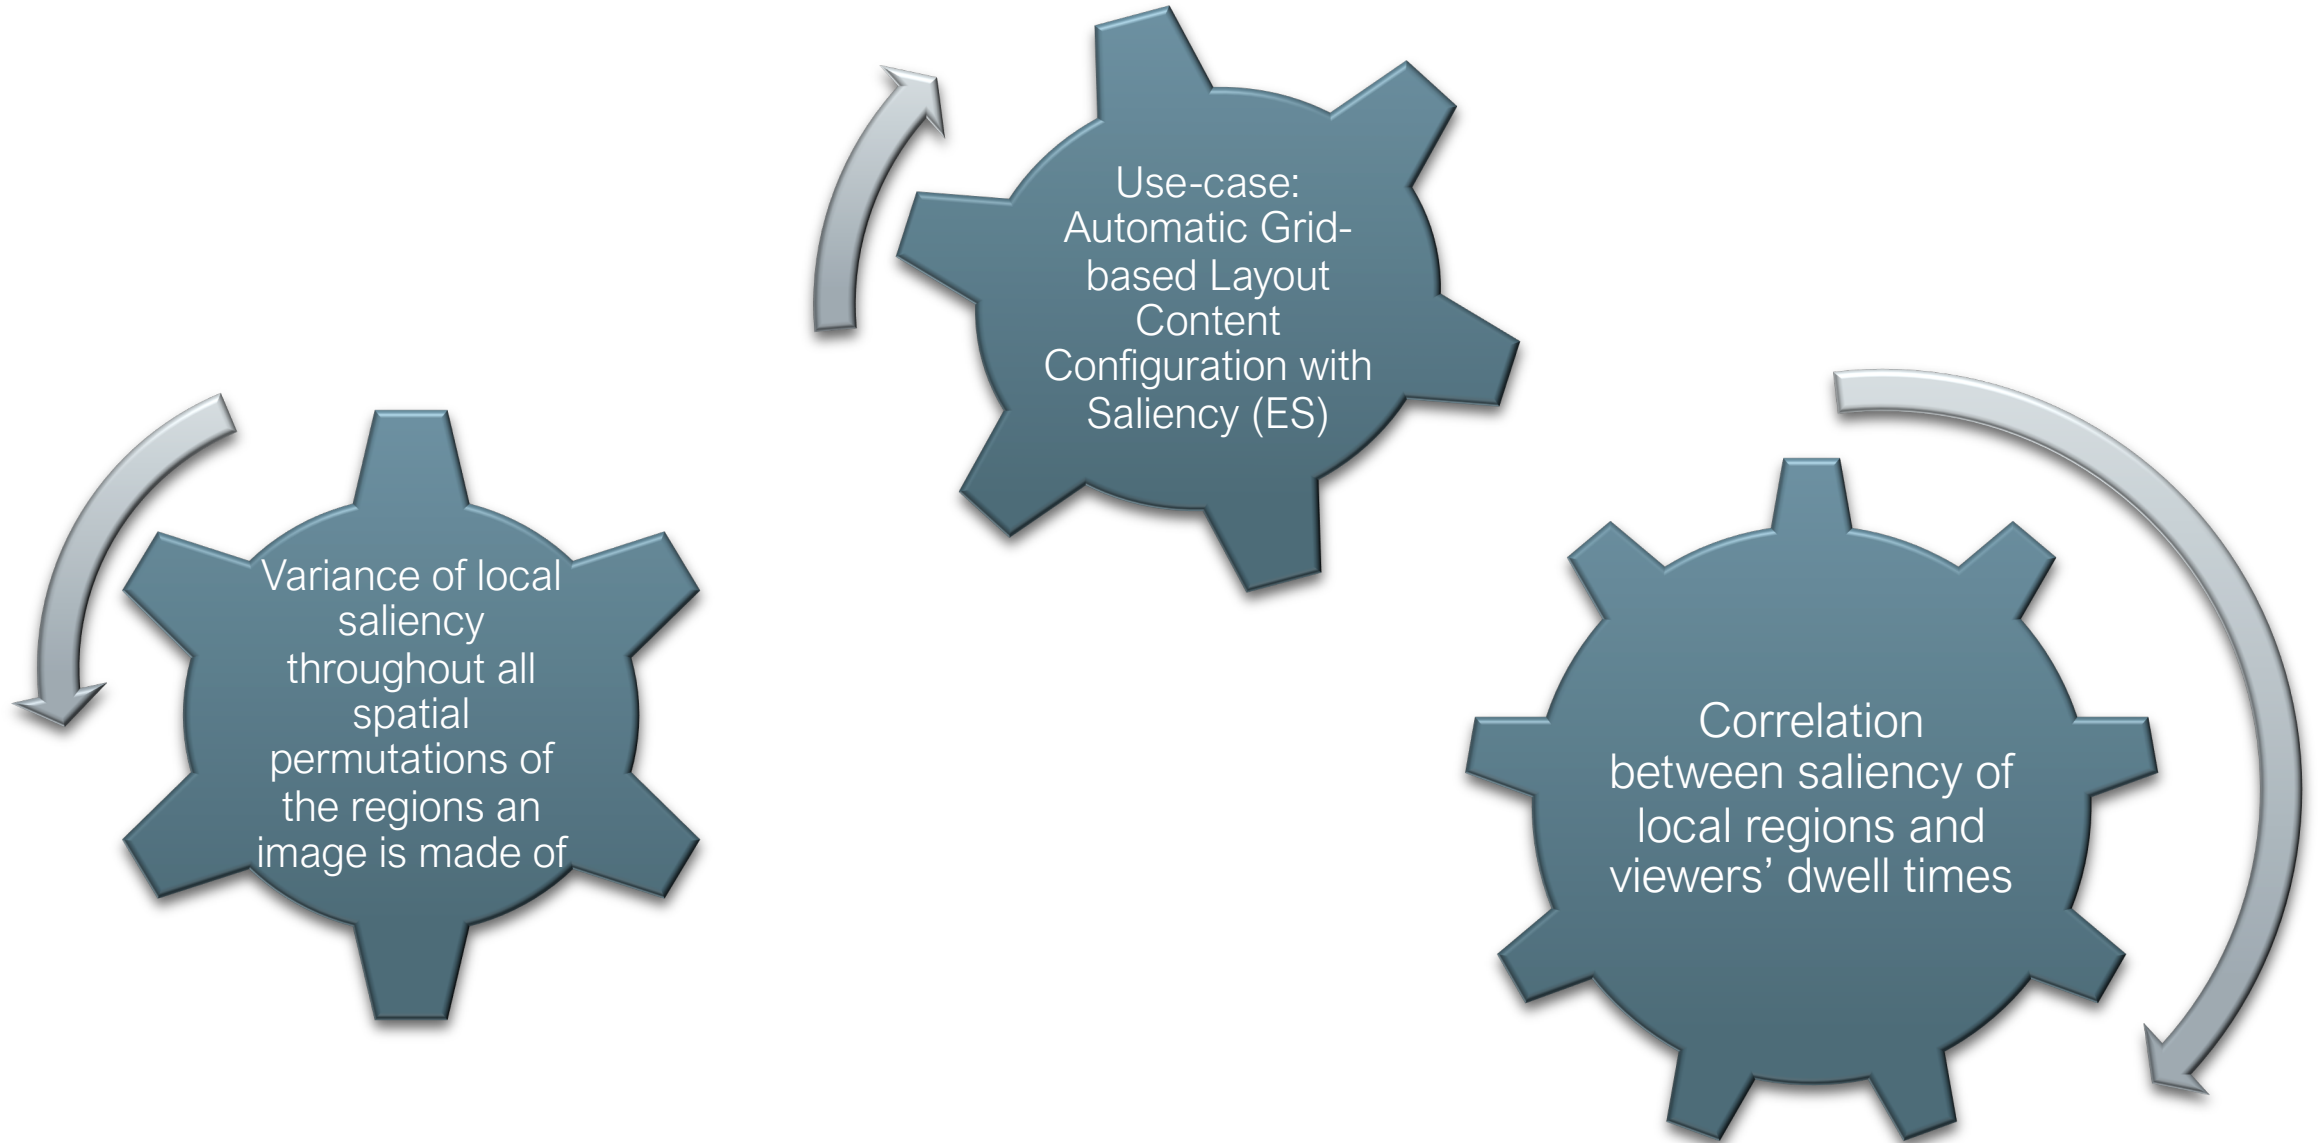 Use-case:
Automatic Grid-
based Layout
Content
Configuration with
Saliency (ES)
Variance of local
saliency
throughout all
spatial
permutations of
the regions an
image is made of
Correlation
between saliency of
local regions and
viewers’ dwell times